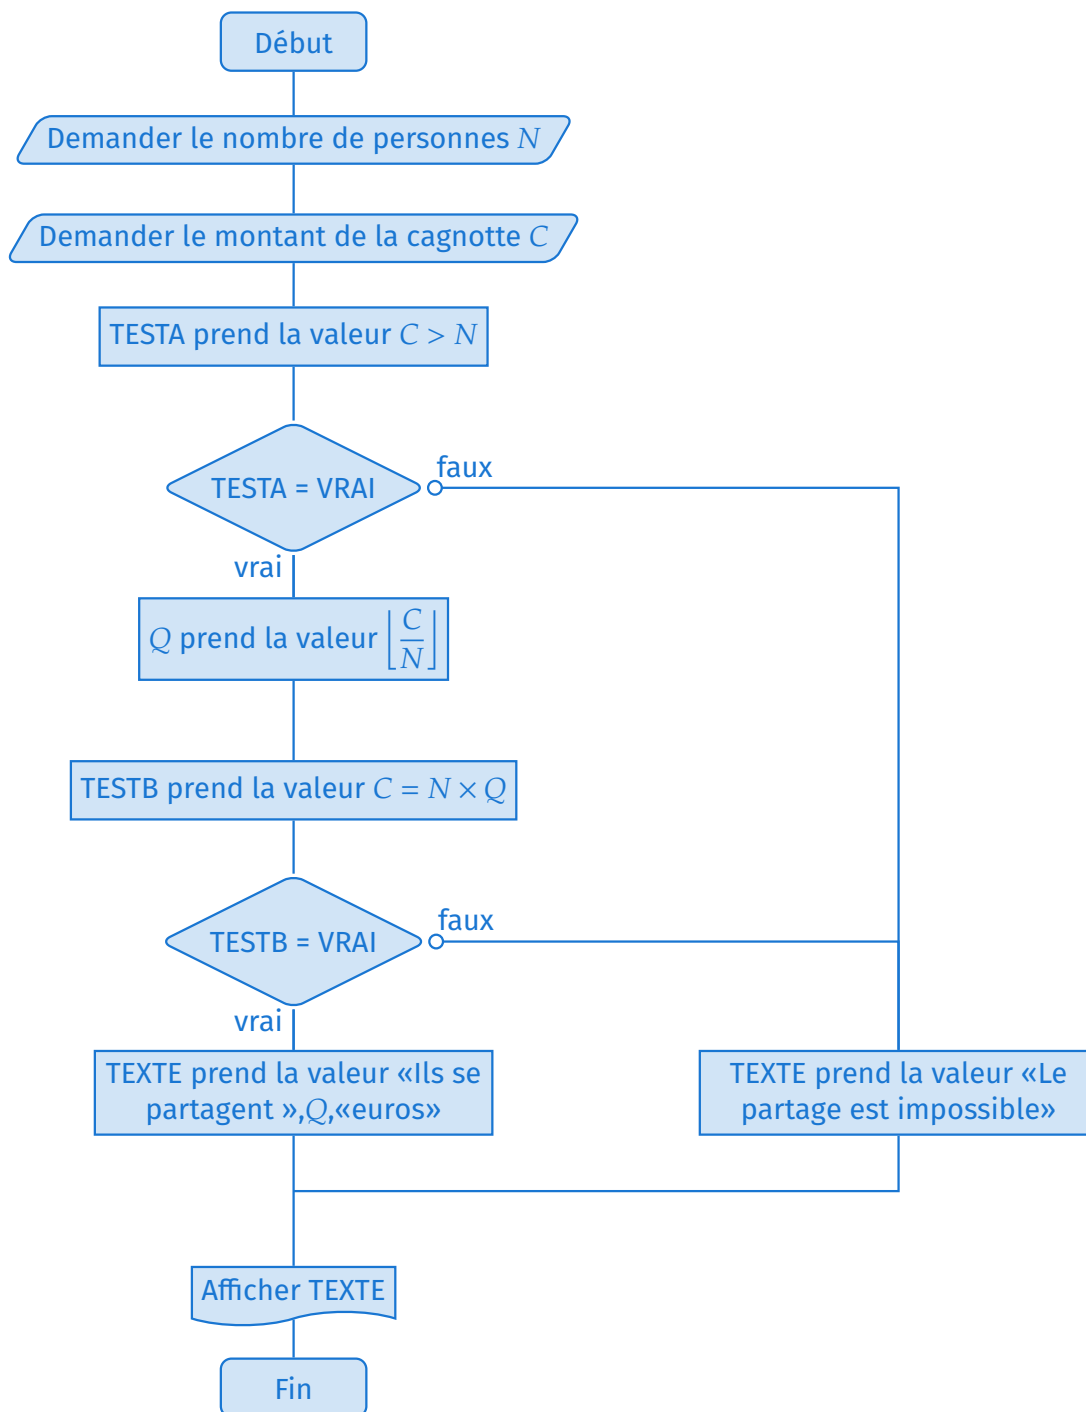 Début
Demander le nombre de personnes N
Demander le montant de la cagnotte C
TESTA prend la valeur C > N
TESTA = VRAI
faux
vrai
Q prend la valeur ⌊C/N⌋
TESTB prend la valeur C = N × Q
TESTB = VRAI
faux
vrai
TEXTE prend la valeur «Ils se
partagent »,Q,«euros»
TEXTE prend la valeur «Le
partage est impossible»
Afficher TEXTE
Fin